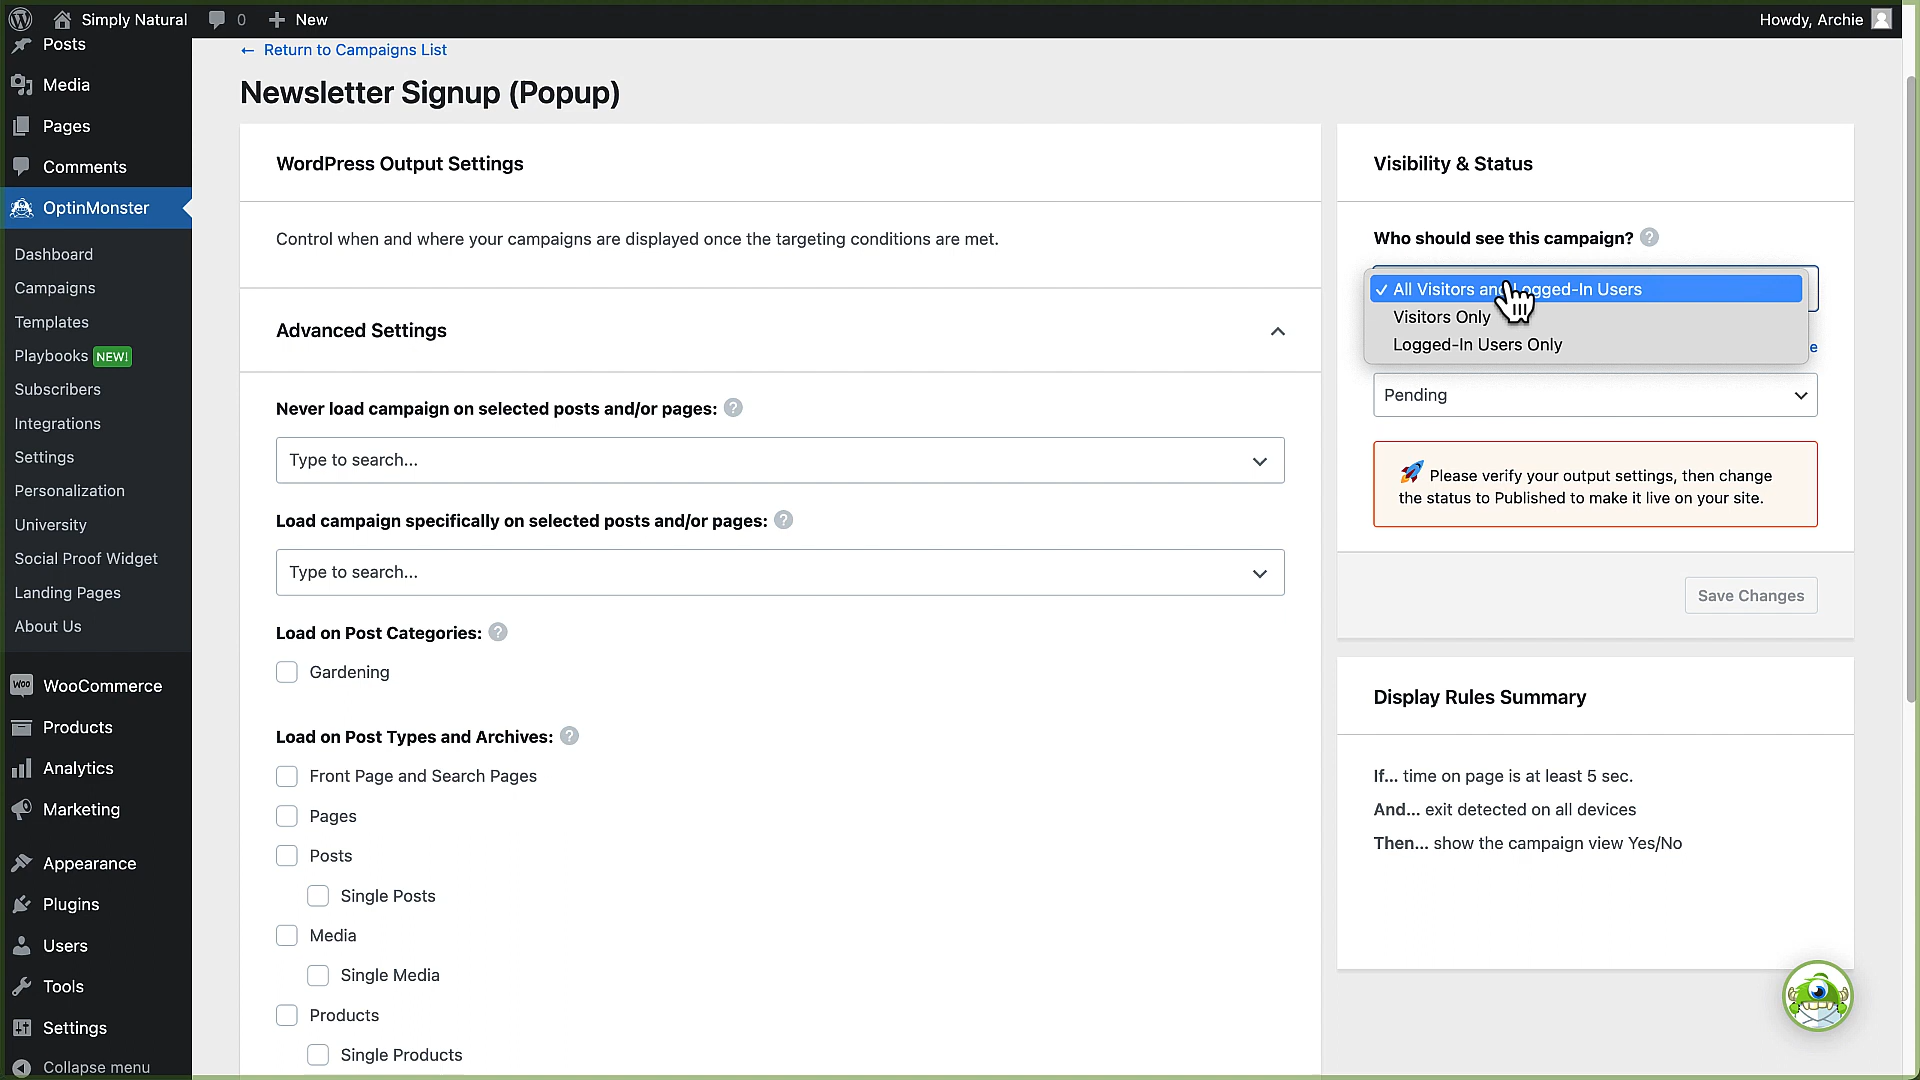 Simply Natural
0
New
Howdy, Archie
Posts
Media
Pages
Comments
OptinMonster
Dashboard
Campaigns
Templates
Playbooks NEW!
Subscribers
Integrations
Settings
Personalization
University
Social Proof Widget
Landing Pages
About Us
WooCommerce
Products
Analytics
Marketing
Appearance
Plugins
Users
Tools
Settings
Collapse menu
← Return to Campaigns List
Newsletter Signup (Popup)
WordPress Output Settings
Control when and where your campaigns are displayed once the targeting conditions are met.
Advanced Settings
Never load campaign on selected posts and/or pages: ?
Type to search...
Load campaign specifically on selected posts and/or pages: ?
Type to search...
Load on Post Categories: ?
Gardening
Load on Post Types and Archives: ?
Front Page and Search Pages
Pages
Posts
Single Posts
Media
Single Media
Products
Single Products
Visibility & Status
Who should see this campaign? ?
✓ All Visitors and Logged-In Users
Visitors Only
Logged-In Users Only
Pending
🚀 Please verify your output settings, then change
the status to Published to make it live on your site.
Save Changes
Display Rules Summary
If... time on page is at least 5 sec.
And... exit detected on all devices
Then... show the campaign view Yes/No